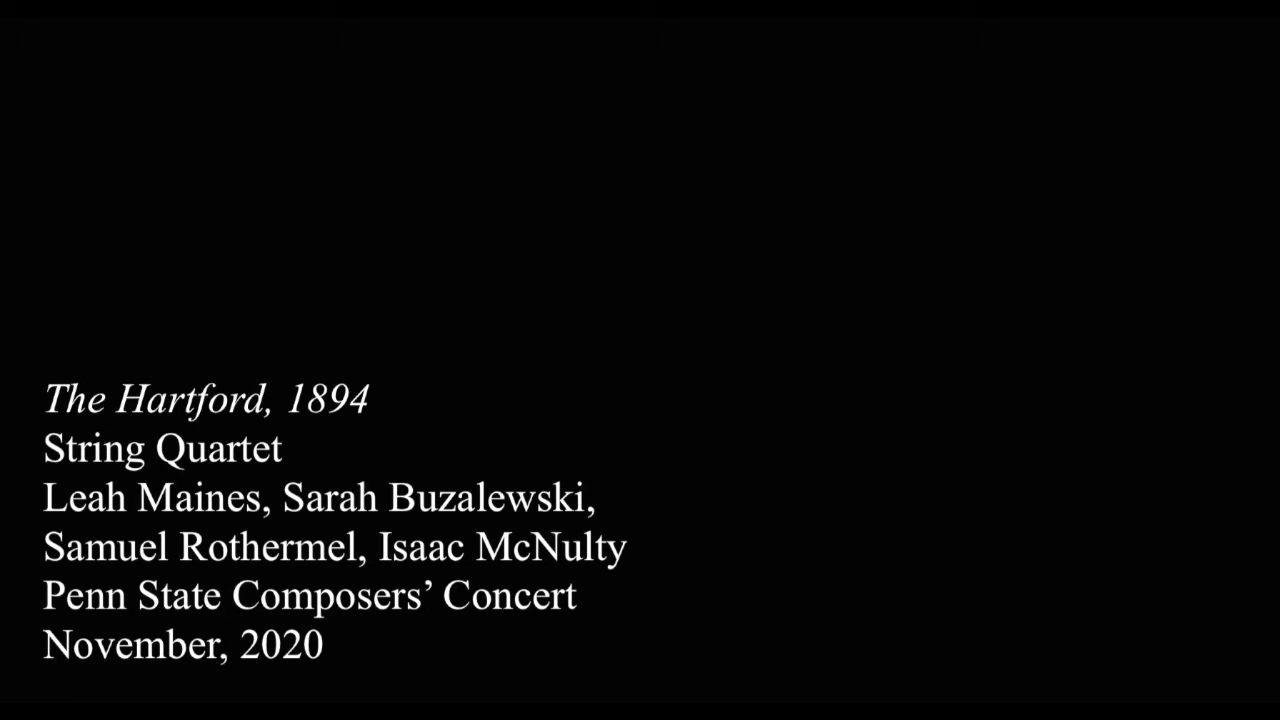 The Hartford, 1894
String Quartet
Leah Maines, Sarah Buzalewski,
Samuel Rothermel, Isaac McNulty
Penn State Composers’ Concert
November, 2020